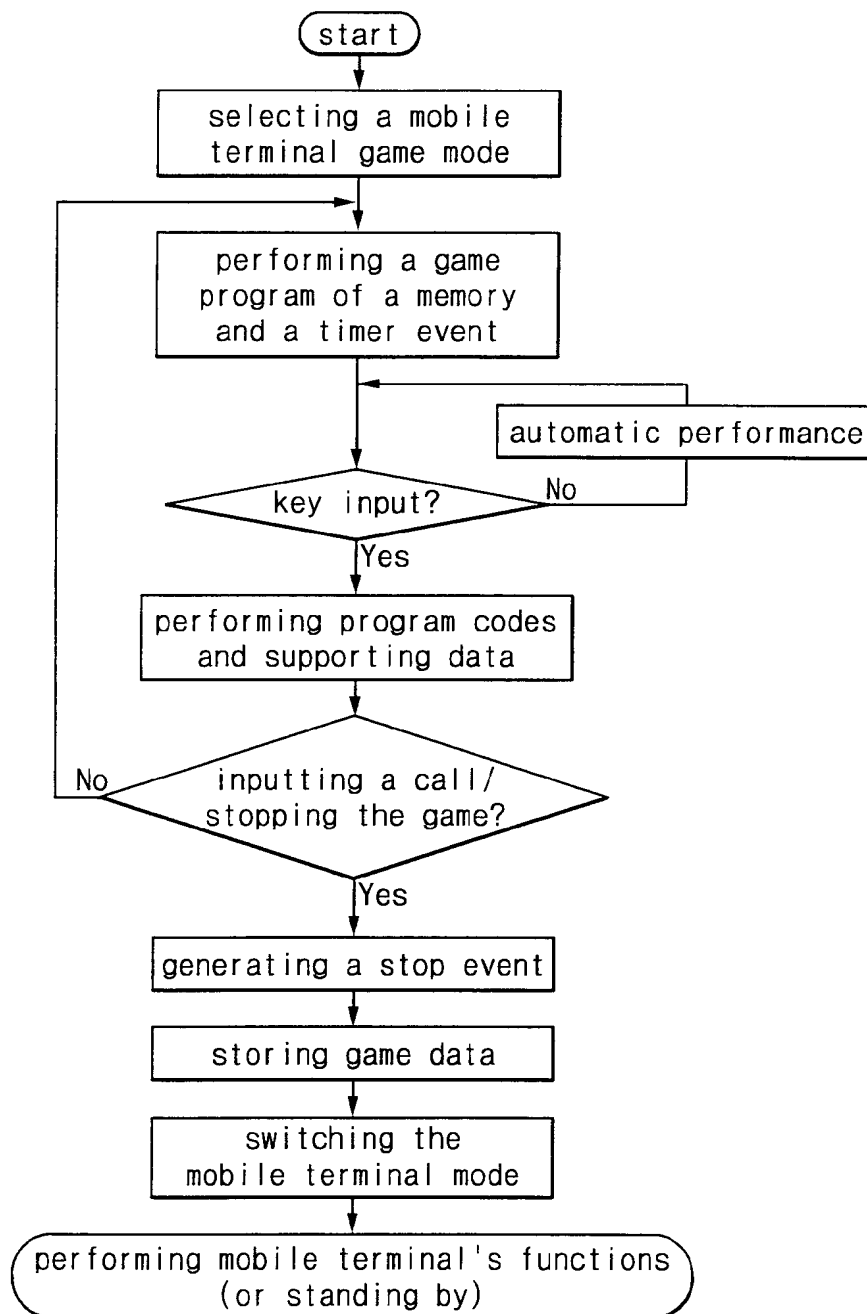 start
selecting a mobile
terminal game mode
performing a game
program of a memory
and a timer event
automatic performance
key input?
No
Yes
performing program codes
and supporting data
No
inputting a call/
stopping the game?
Yes
generating a stop event
storing game data
switching the
mobile terminal mode
performing mobile terminal's functions
(or standing by)